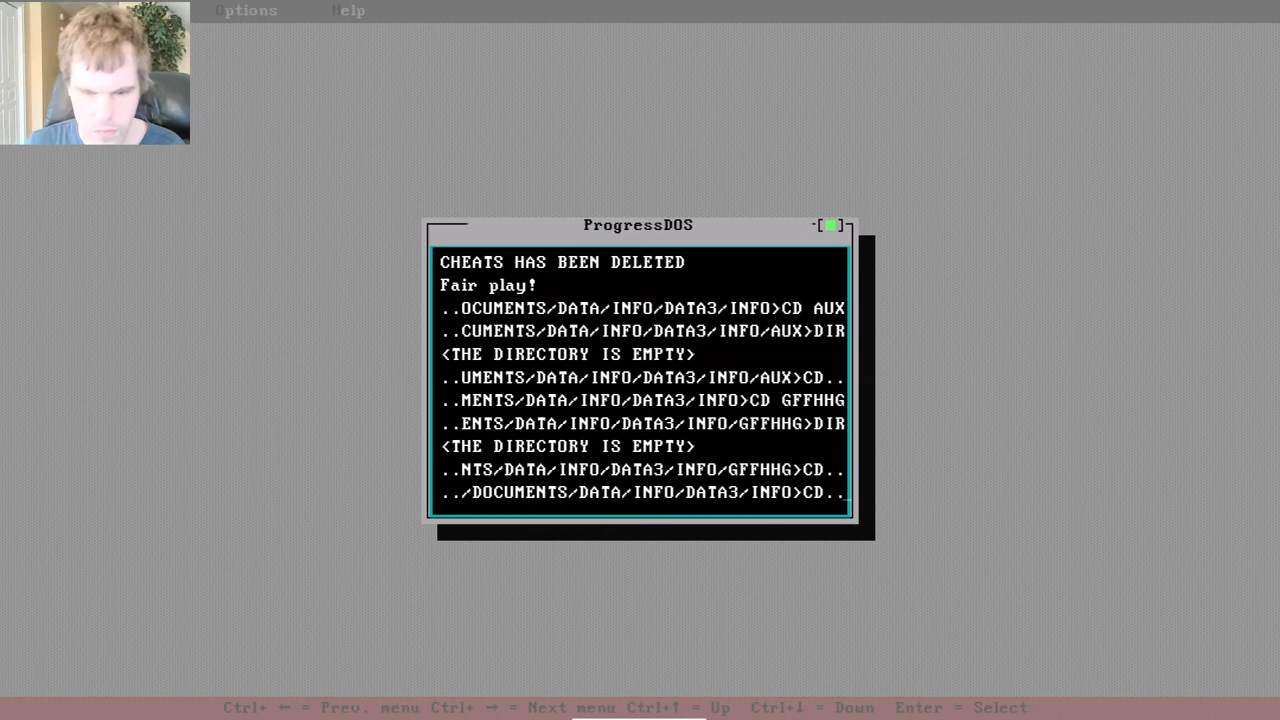 Options Help
ProgressDOS
CHEATS HAS BEEN DELETED
Fair play!
..OCUMENTS/DATA/INFO/DATA3/INFO>CD AUX
..CUMENTS/DATA/INFO/DATA3/INFO/AUX>DIR
<THE DIRECTORY IS EMPTY>
..UMENTS/DATA/INFO/DATA3/INFO/AUX>CD..
..MENTS/DATA/INFO/DATA3/INFO>CD GFFHHG
..ENTS/DATA/INFO/DATA3/INFO/GFFHHG>DIR
<THE DIRECTORY IS EMPTY>
..NTS/DATA/INFO/DATA3/INFO/GFFHHG>CD..
../DOCUMENTS/DATA/INFO/DATA3/INFO>CD.._
Ctrl+ ← = Prev. menu Ctrl+ → = Next menu Ctrl+↑ = Up Ctrl+↓ = Down Enter = Select